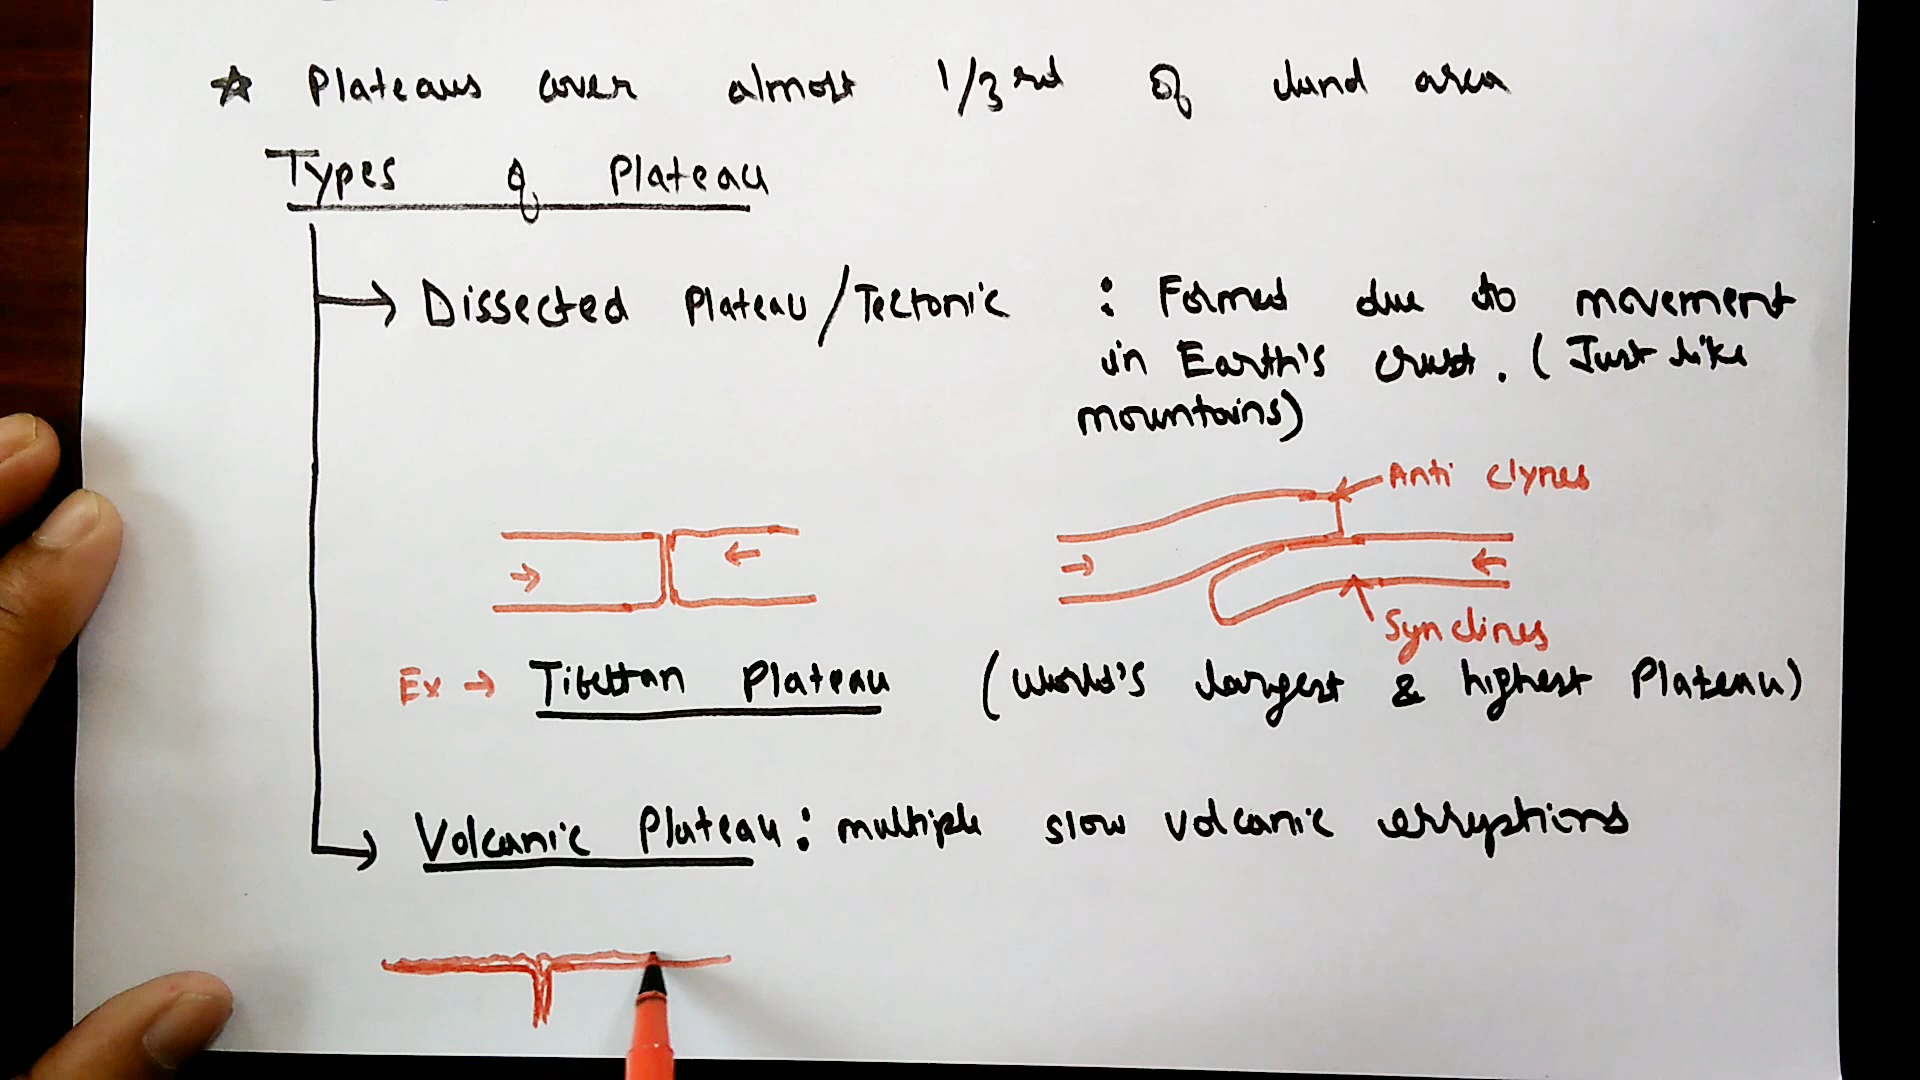 ☆ Plateaus cover almost 1/3rd of land area
Types of Plateau
Dissected Plateau/Tectonic : Formed due to movement
in Earth's crust. (Just like
mountains)
Anti clynes
Synclines
Ex → Tibettan Plateau (World's largest & highest Plateau)
Volcanic Plateau: multiple slow volcanic erryptions